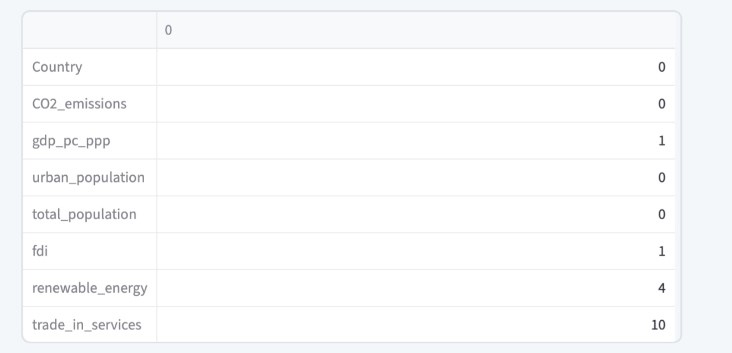 0
Country 0
CO2_emissions 0
gdp_pc_ppp 1
urban_population 0
total_population 0
fdi 1
renewable_energy 4
trade_in_services 10